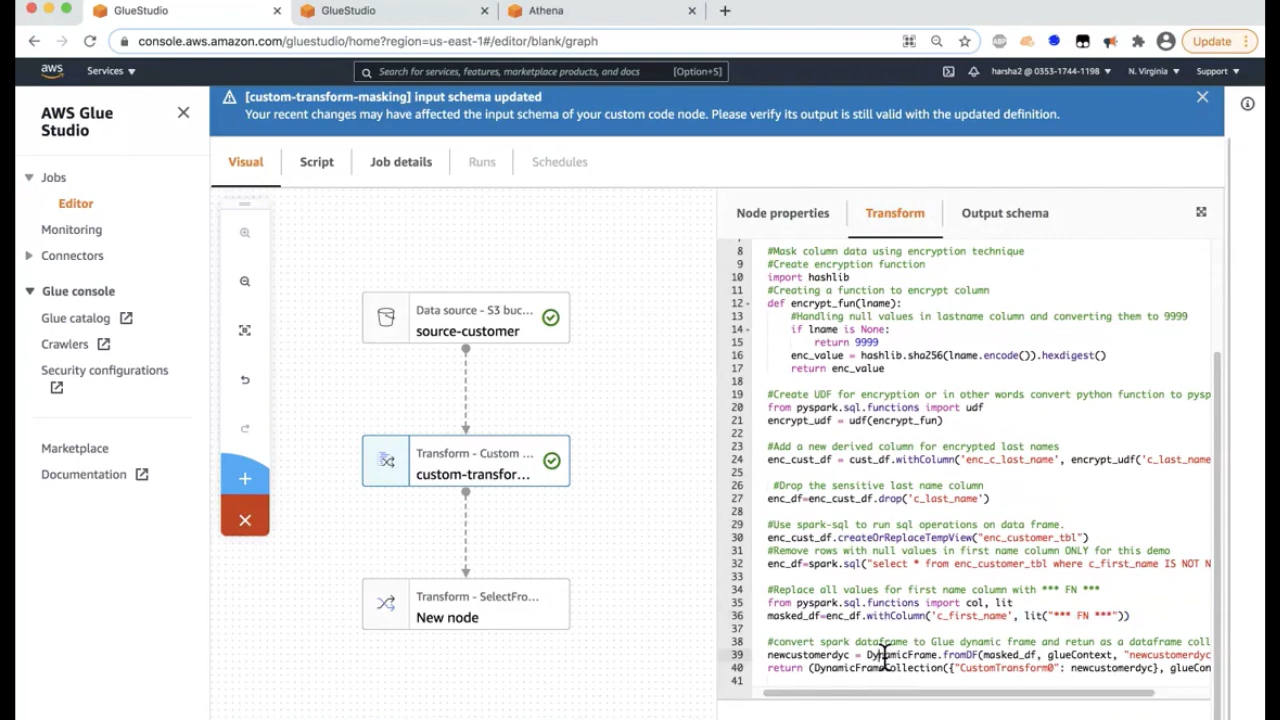 GlueStudio
GlueStudio
Athena
console.aws.amazon.com/gluestudio/home?region=us-east-1#/editor/blank/graph
ABP
Update
aws
Services
Search for services, features, marketplace products, and docs
[Option+S]
harsha2 @ 0353-1744-1198
N. Virginia
Support
[custom-transform-masking] input schema updated
Your recent changes may have affected the input schema of your custom code node. Please verify its output is still valid with the updated definition.
AWS Glue
Studio
Jobs
Editor
Monitoring
Connectors
Glue console
Glue catalog
Crawlers
Security configurations
Marketplace
Documentation
Visual
Script
Job details
Runs
Schedules
Data source - S3 buc...
source-customer
Transform - Custom ...
custom-transfor...
Transform - SelectFro...
New node
Node properties
Transform
Output schema
8 #Mask column data using encryption technique
9 #Create encryption function
10 import hashlib
11 #Creating a function to encrypt column
12 def encrypt_fun(lname):
13 #Handling null values in lastname column and converting them to 9999
14 if lname is None:
15 return 9999
16 enc_value = hashlib.sha256(lname.encode()).hexdigest()
17 return enc_value
18
19 #Create UDF for encryption or in other words convert python function to pysp
20 from pyspark.sql.functions import udf
21 encrypt_udf = udf(encrypt_fun)
22
23 #Add a new derived column for encrypted last names
24 enc_cust_df = cust_df.withColumn('enc_c_last_name', encrypt_udf('c_last_name
25
26 #Drop the sensitive last name column
27 enc_df=enc_cust_df.drop('c_last_name')
28
29 #Use spark-sql to run sql operations on data frame.
30 enc_cust_df.createOrReplaceTempView("enc_customer_tbl")
31 #Remove rows with null values in first name column ONLY for this demo
32 enc_df=spark.sql("select * from enc_customer_tbl where c_first_name IS NOT N
33
34 #Replace all values for first name column with *** FN ***
35 from pyspark.sql.functions import col, lit
36 masked_df=enc_df.withColumn('c_first_name', lit("*** FN ***"))
37
38 #convert spark dataframe to Glue dynamic frame and retun as a dataframe coll
39 newcustomerdyc = DynamicFrame.fromDF(masked_df, glueContext, "newcustomerdyc
40 return (DynamicFrameCollection({"CustomTransform0": newcustomerdyc}, glueCon
41